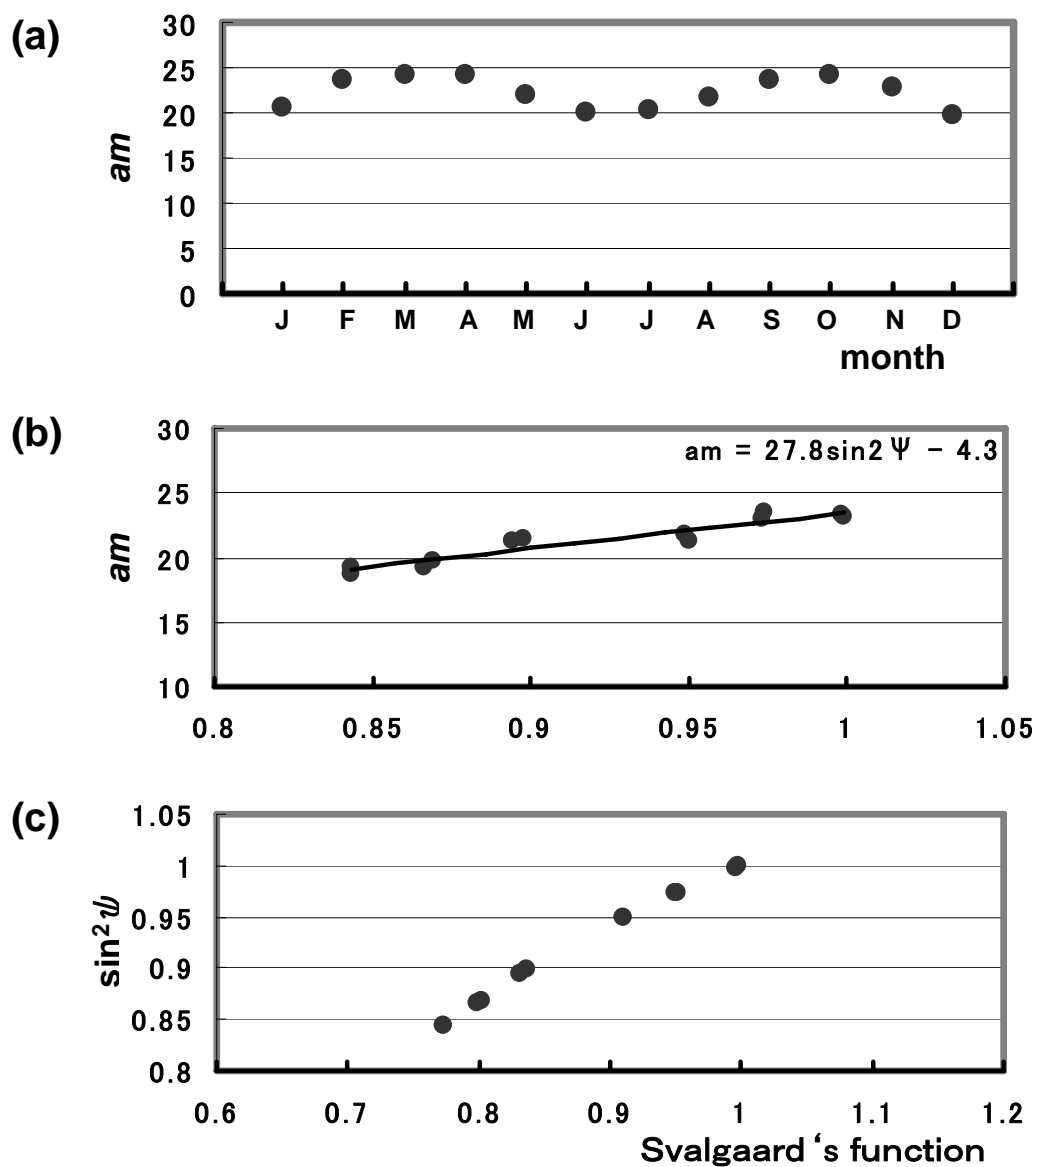 (a)
30
25
20
15
10
5
0
am
J F M A M J J A S O N D
month
(b)
30
25
20
15
10
am
am = 27.8sin2 Ψ − 4.3
0.8 0.85 0.9 0.95 1 1.05
(c)
1.05
1
0.95
0.9
0.85
0.8
sin²ψ
0.6 0.7 0.8 0.9 1 1.1 1.2
Svalgaard ‘s function